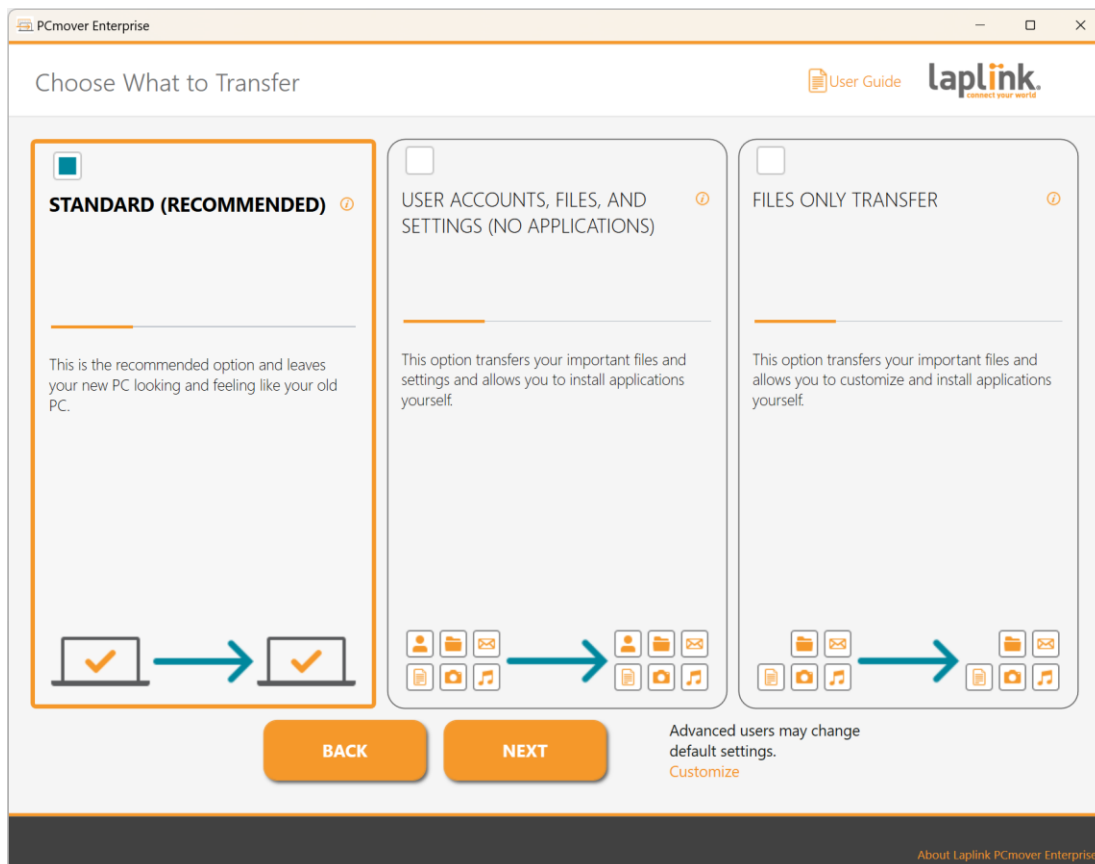 PCmover Enterprise
Choose What to Transfer
User Guide
laplink.
connect your world
STANDARD (RECOMMENDED)
This is the recommended option and leaves
your new PC looking and feeling like your old
PC.
USER ACCOUNTS, FILES, AND
SETTINGS (NO APPLICATIONS)
This option transfers your important files and
settings and allows you to install applications
yourself.
FILES ONLY TRANSFER
This option transfers your important files and
allows you to customize and install applications
yourself.
BACK
NEXT
Advanced users may change
default settings.
Customize
About Laplink PCmover Enterprise